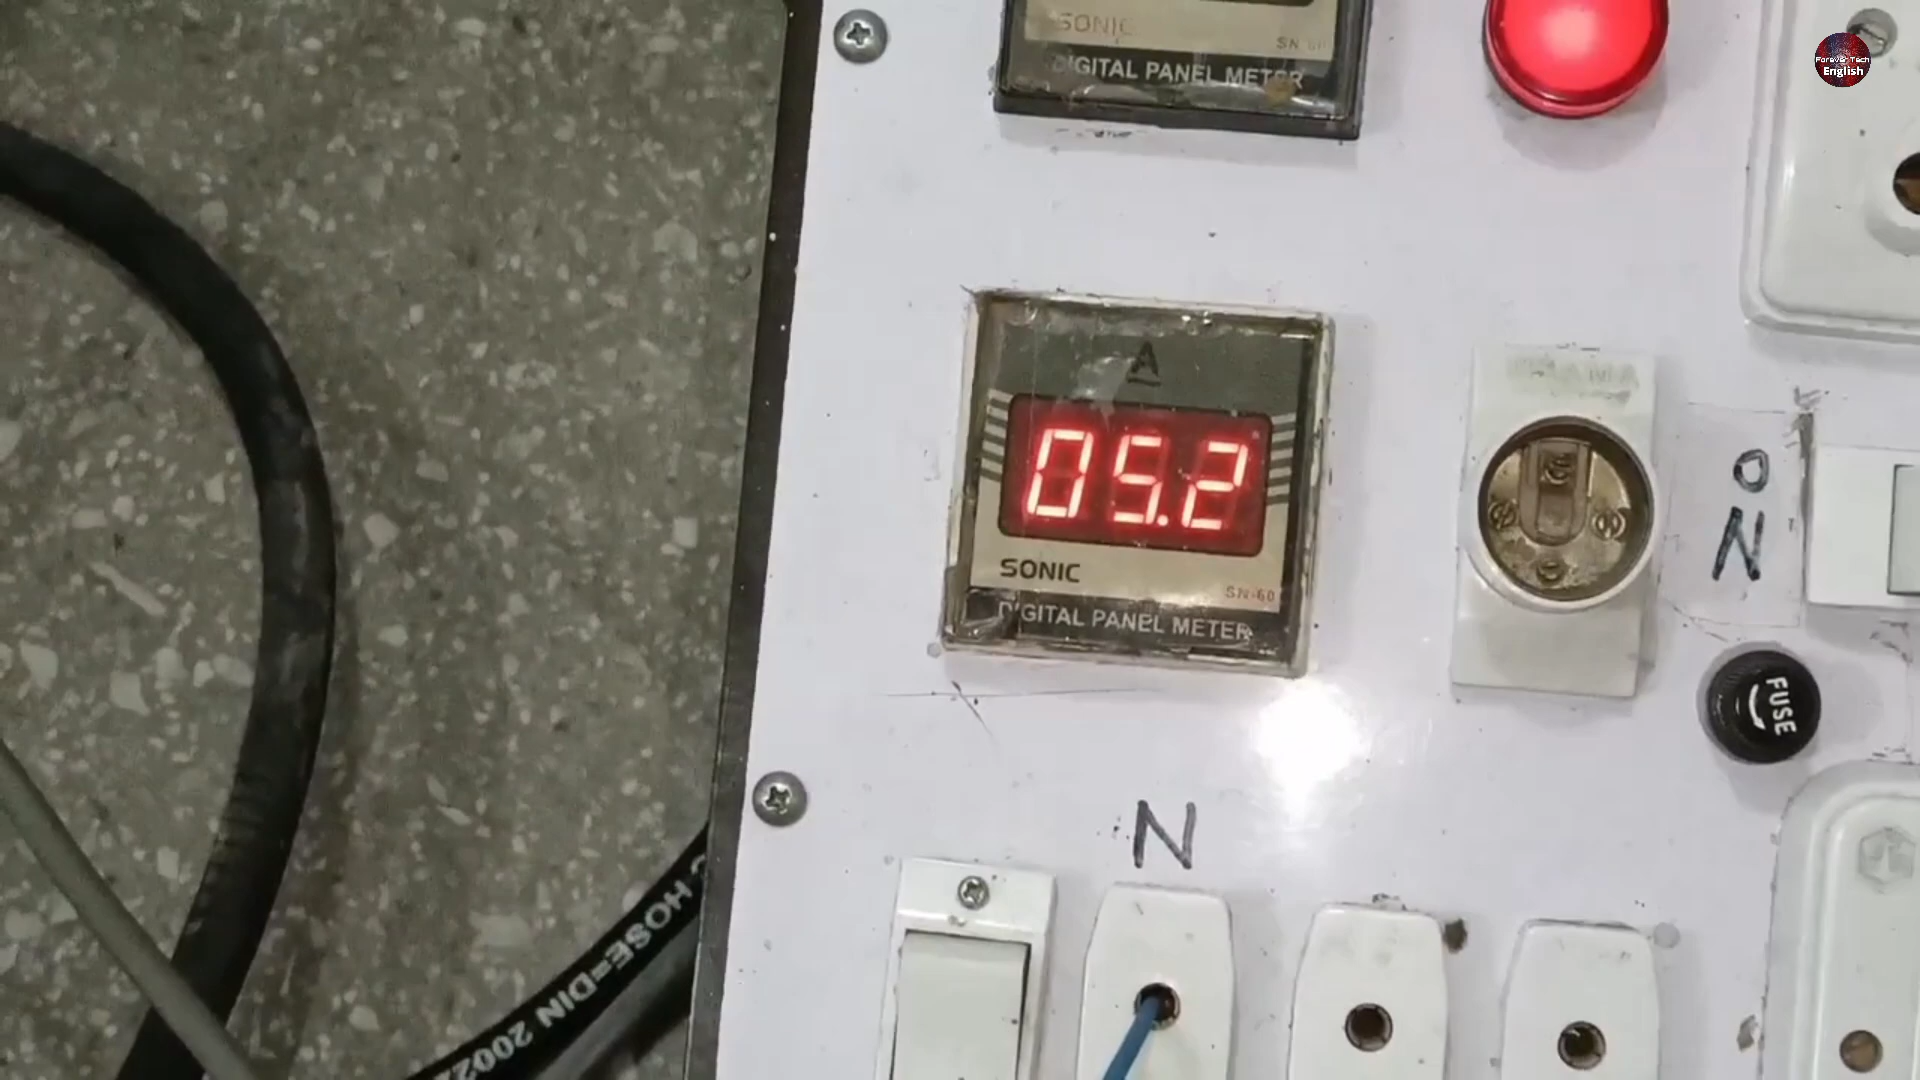 SONIC
SN-60
DIGITAL PANEL METER
Forever Tech
English
A
05.2
SONIC
SN-60
DIGITAL PANEL METER
O
N
FUSE
N
HOSE=DIN 2002